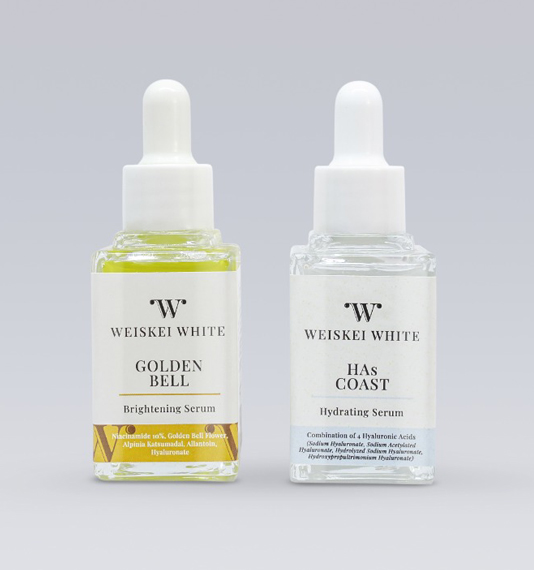 W
WEISKEI WHITE
GOLDEN
BELL
Brightening Serum
Niacinamide 10%, Golden Bell Flower,
Alpinia Katsumadai, Allantoin,
Hyaluronate
W
WEISKEI WHITE
HAs
COAST
Hydrating Serum
Combination of 4 Hyaluronic Acids
(Sodium Hyaluronate, Sodium Acetylated
Hyaluronate, Hydrolyzed Sodium Hyaluronate,
Hydroxypropyltrimonium Hyaluronate)